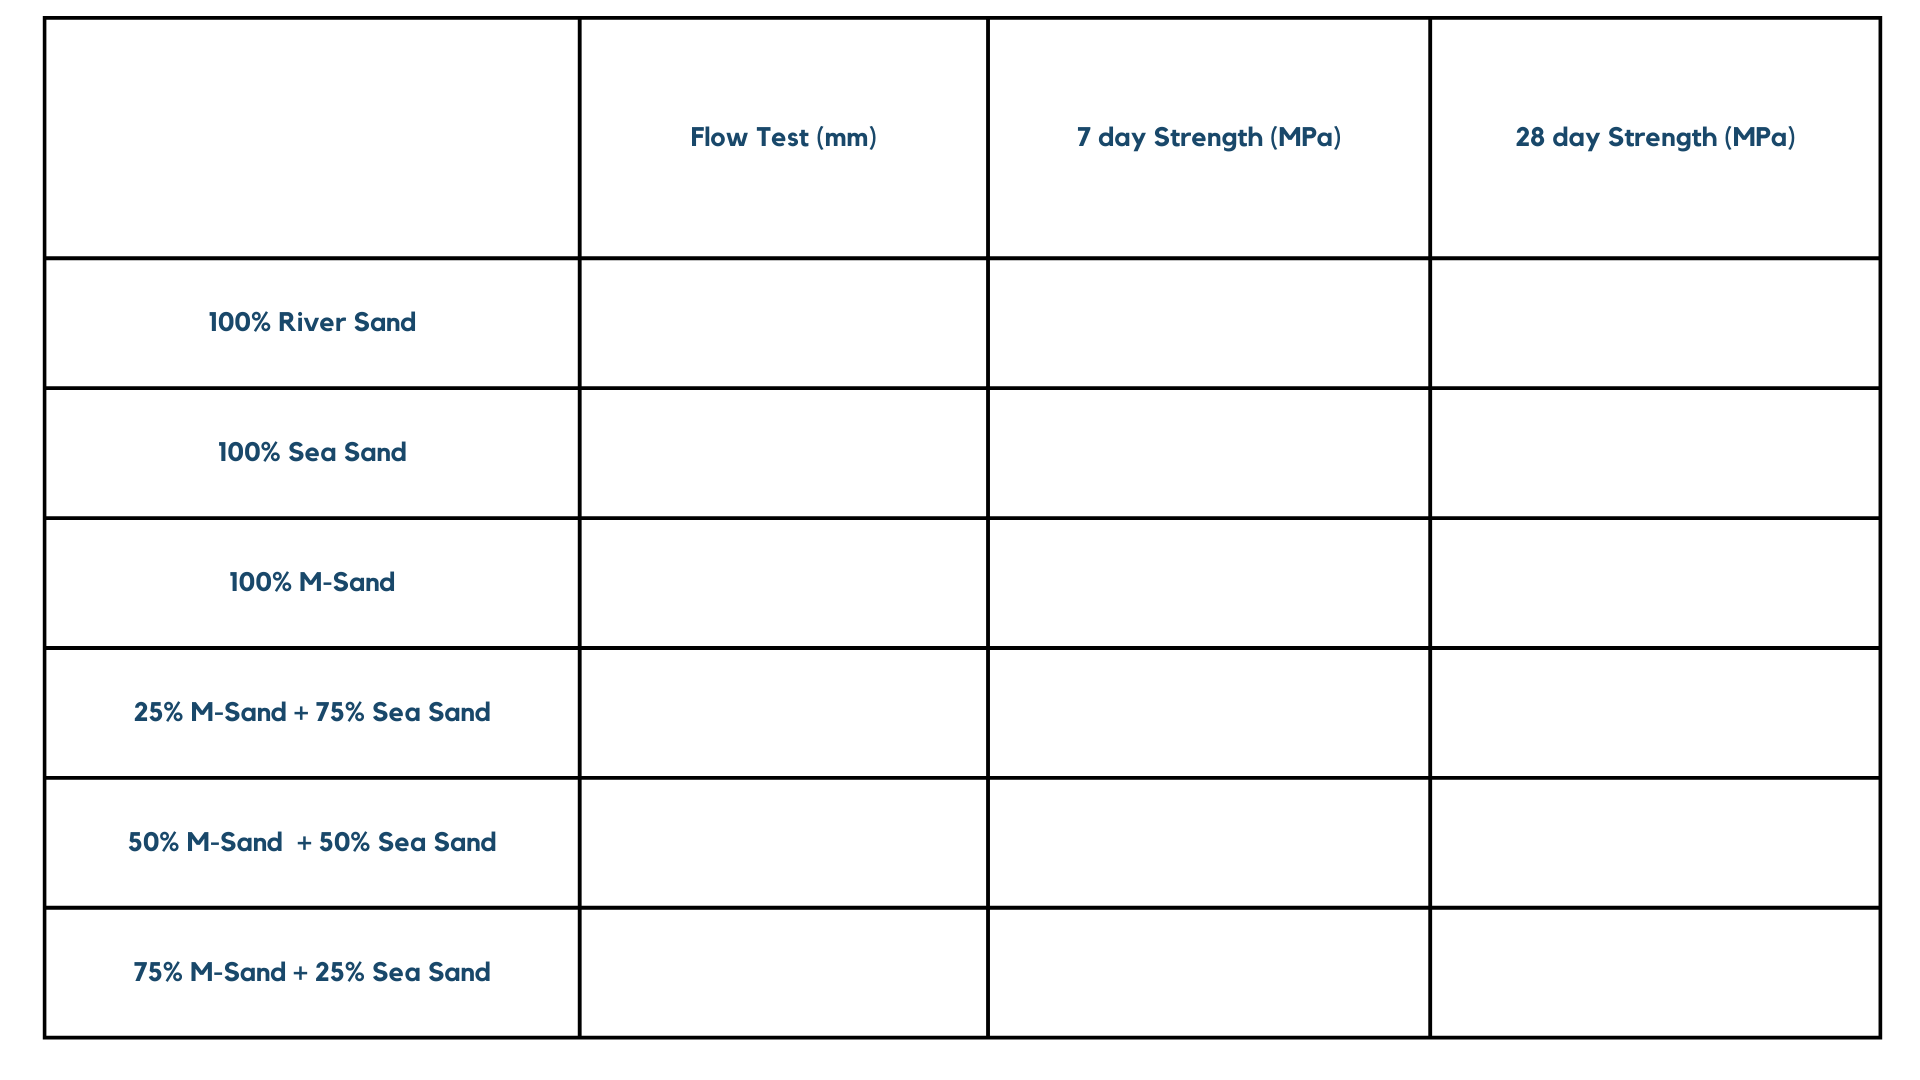 Flow Test (mm)
7 day Strength (MPa)
28 day Strength (MPa)
100% River Sand
100% Sea Sand
100% M-Sand
25% M-Sand + 75% Sea Sand
50% M-Sand  + 50% Sea Sand
75% M-Sand + 25% Sea Sand